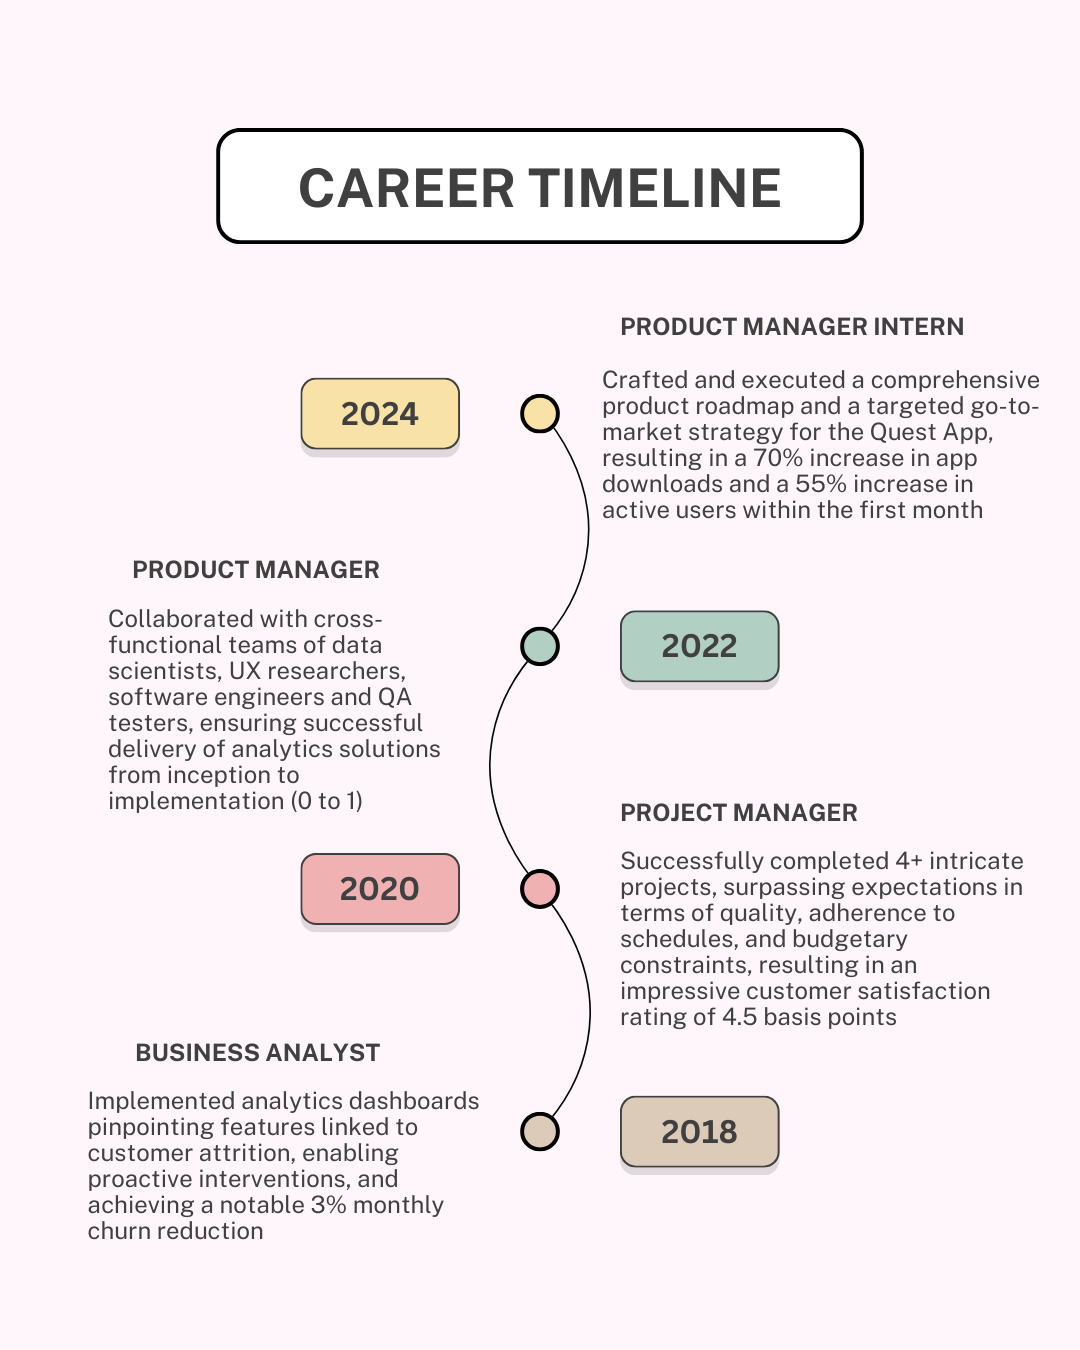 CAREER TIMELINE
PRODUCT MANAGER INTERN
2024
Crafted and executed a comprehensive
product roadmap and a targeted go-to-
market strategy for the Quest App,
resulting in a 70% increase in app
downloads and a 55% increase in
active users within the first month
PRODUCT MANAGER
Collaborated with cross-
functional teams of data
scientists, UX researchers,
software engineers and QA
testers, ensuring successful
delivery of analytics solutions
from inception to
implementation (0 to 1)
2022
PROJECT MANAGER
2020
Successfully completed 4+ intricate
projects, surpassing expectations in
terms of quality, adherence to
schedules, and budgetary
constraints, resulting in an
impressive customer satisfaction
rating of 4.5 basis points
BUSINESS ANALYST
Implemented analytics dashboards
pinpointing features linked to
customer attrition, enabling
proactive interventions, and
achieving a notable 3% monthly
churn reduction
2018